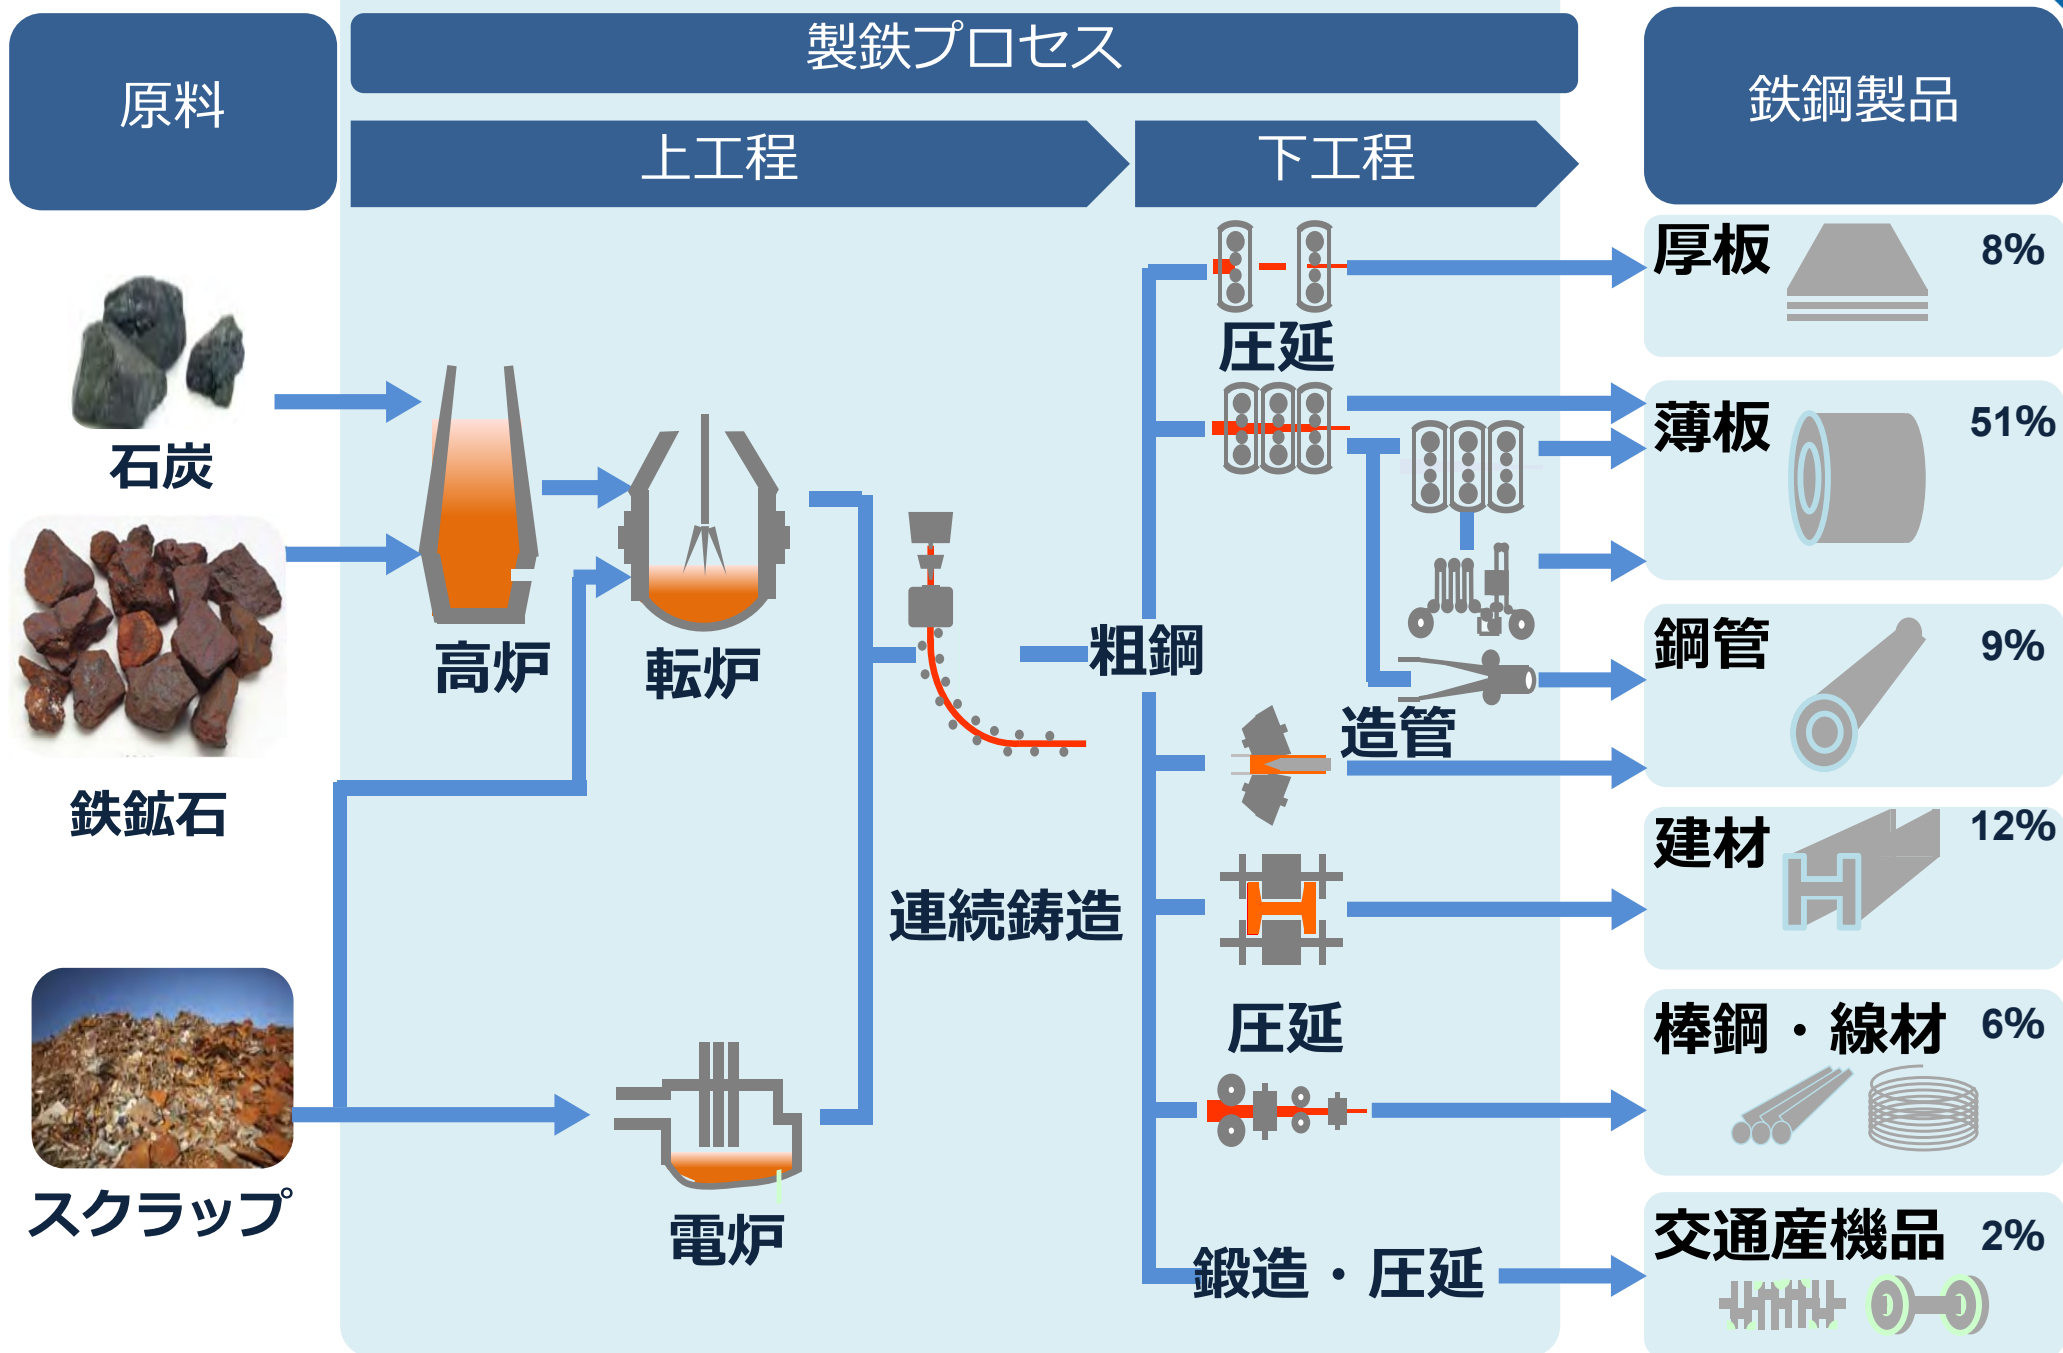 原料
製鉄プロセス
上工程
下工程
鉄鋼製品
石炭
鉄鉱石
スクラップ
高炉
転炉
電炉
連続鋳造
粗鋼
圧延
造管
圧延
鍛造・圧延
厚板
8%
薄板
51%
鋼管
9%
建材
12%
棒鋼・線材
6%
交通産機品
2%